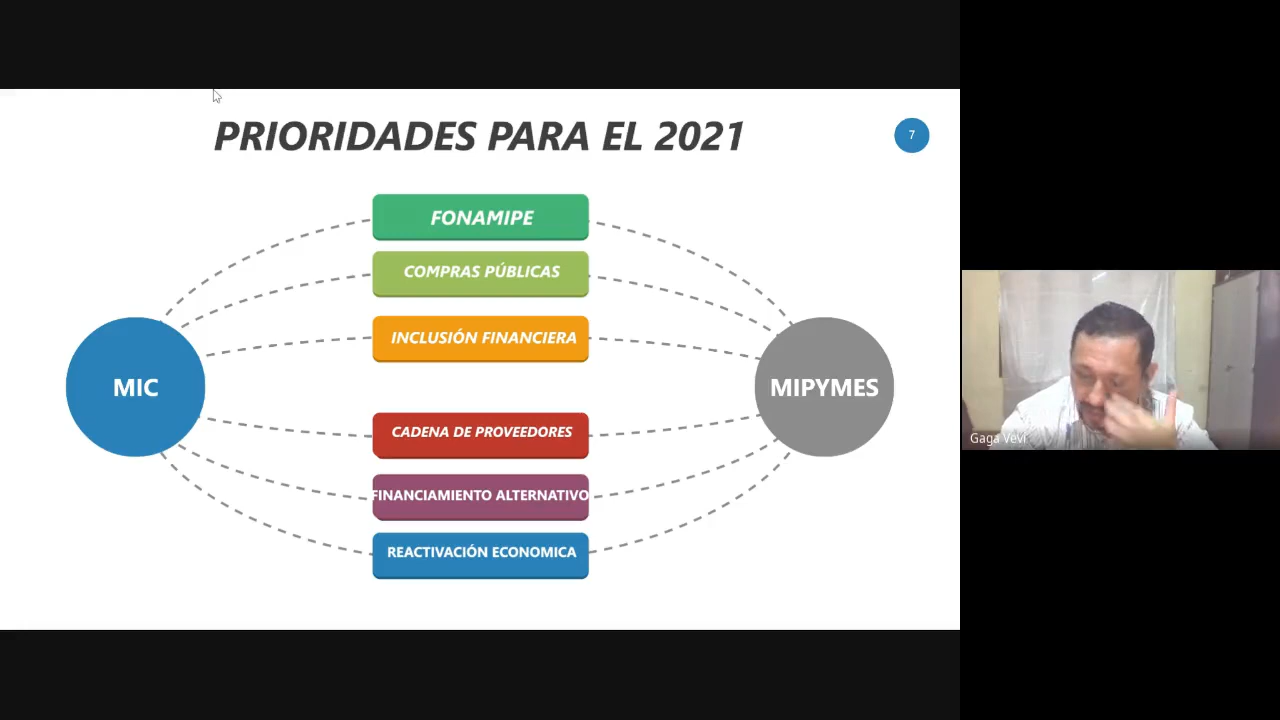 PRIORIDADES PARA EL 2021
7
FONAMIPE
COMPRAS PÚBLICAS
INCLUSIÓN FINANCIERA
MIC
MIPYMES
CADENA DE PROVEEDORES
FINANCIAMIENTO ALTERNATIVO
REACTIVACIÓN ECONOMICA
Gaga Vevi